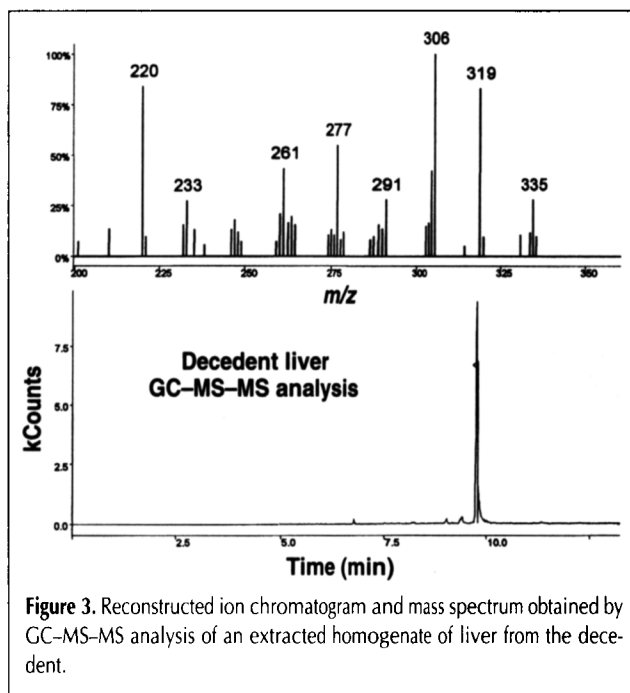 306
100%
220
319
75%
277
50%
261
233
291
335
25%
0%
200 225 250 275 300 325 350
m/z
7.5
Decedent liver
GC–MS–MS analysis
kCounts
5.0
2.5
0.0
2.5 5.0 7.5 10.0
Time (min)
Figure 3. Reconstructed ion chromatogram and mass spectrum obtained by
GC–MS–MS analysis of an extracted homogenate of liver from the dece-
dent.